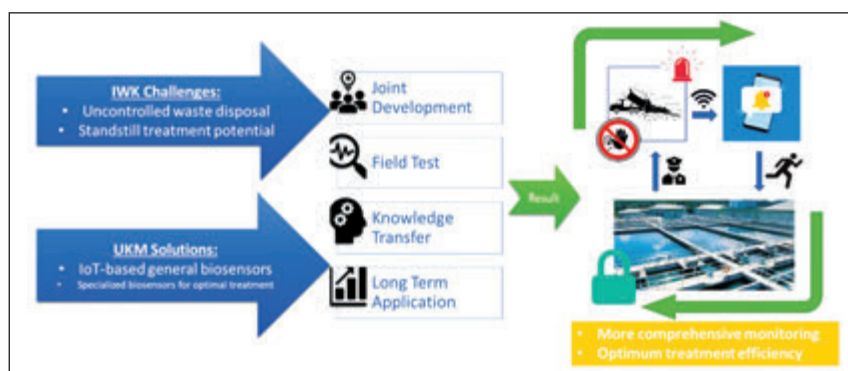 IWK Challenges:
• Uncontrolled waste disposal
• Standstill treatment potential
UKM Solutions:
• IoT-based general biosensors
• Specialized biosensors for optimal treatment
Joint
Development
Field Test
Knowledge
Transfer
Long Term
Application
Result
• More comprehensive monitoring
• Optimum treatment efficiency